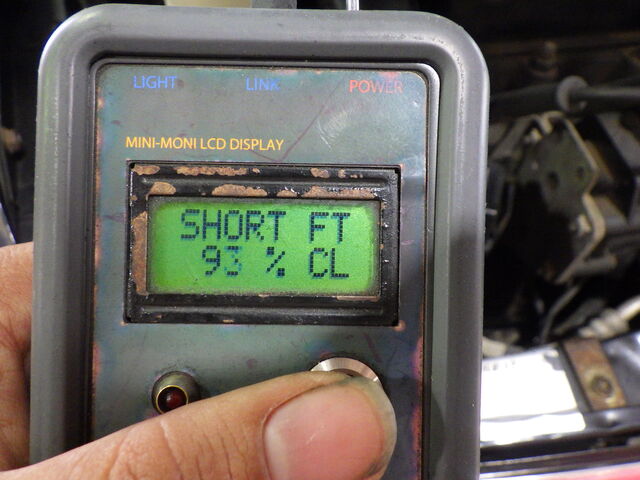 LIGHT LINK POWER
MINI-MONI LCD DISPLAY
SHORT FT
93 % CL